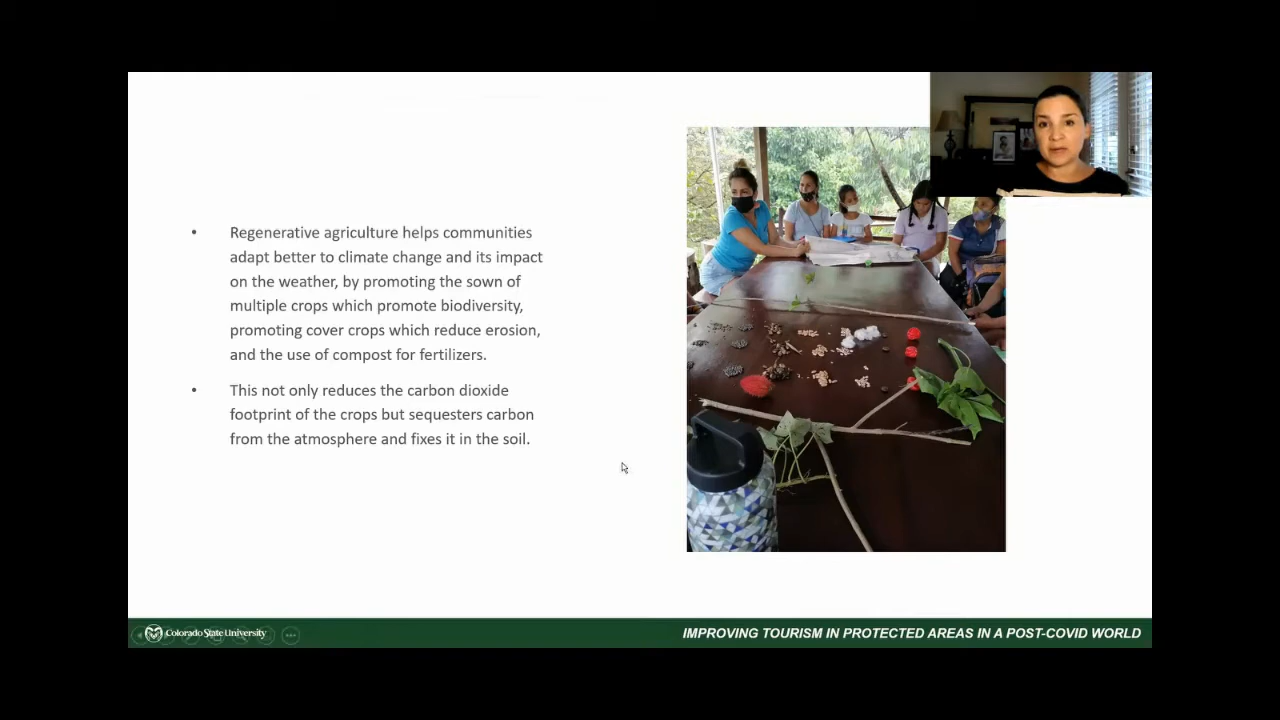 • Regenerative agriculture helps communities
adapt better to climate change and its impact
on the weather, by promoting the sown of
multiple crops which promote biodiversity,
promoting cover crops which reduce erosion,
and the use of compost for fertilizers.
• This not only reduces the carbon dioxide
footprint of the crops but sequesters carbon
from the atmosphere and fixes it in the soil.
Colorado State University
IMPROVING TOURISM IN PROTECTED AREAS IN A POST-COVID WORLD